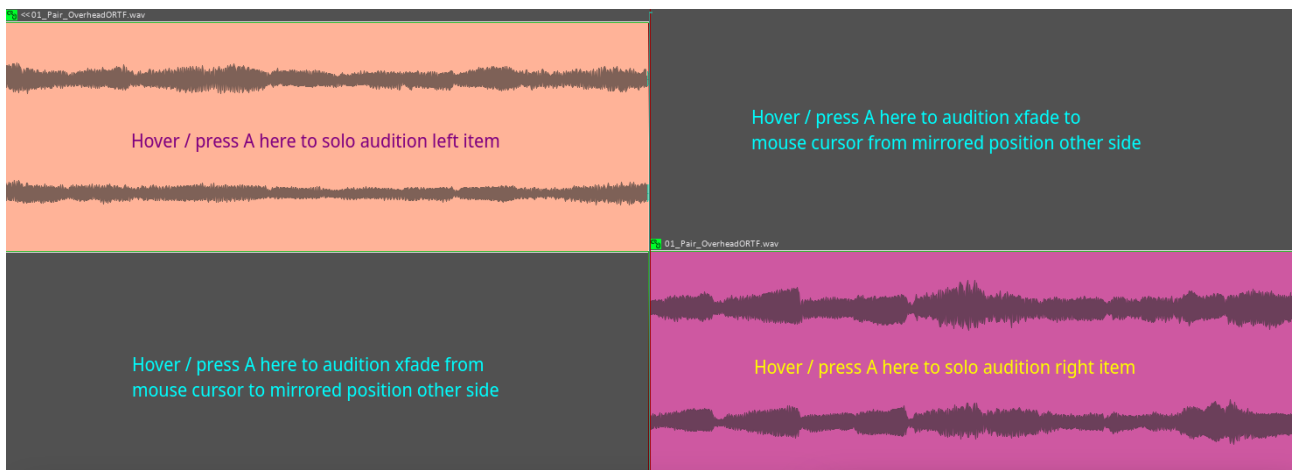 <<01_Pair_OverheadORTF.wav
Hover / press A here to solo audition left item
Hover / press A here to audition xfade to
mouse cursor from mirrored position other side
01_Pair_OverheadORTF.wav
Hover / press A here to audition xfade from
mouse cursor to mirrored position other side
Hover / press A here to solo audition right item